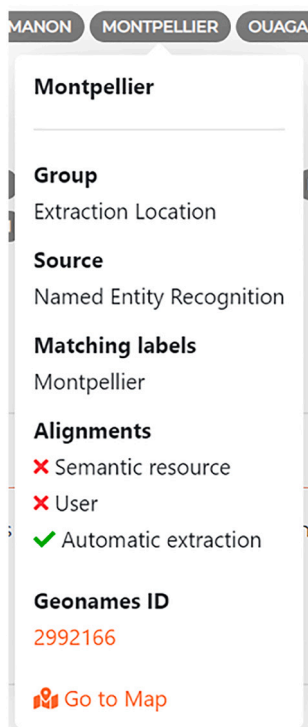 MANON MONTPELLIER OUAGA
Montpellier
Group
Extraction Location
Source
Named Entity Recognition
Matching labels
Montpellier
Alignments
Semantic resource
User
Automatic extraction
Geonames ID
2992166
Go to Map